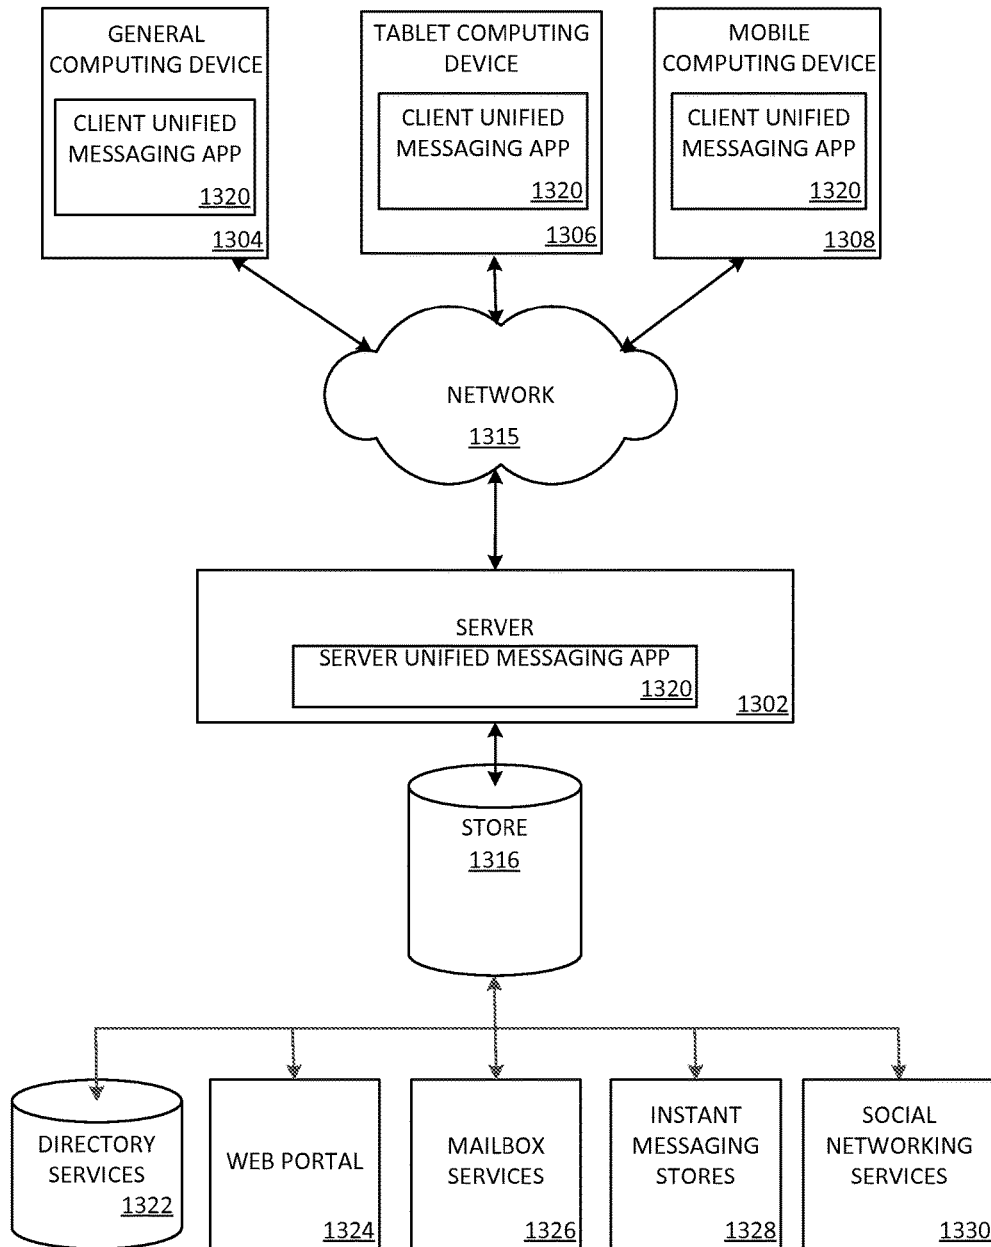 GENERAL
COMPUTING DEVICE
CLIENT UNIFIED
MESSAGING APP
1320
1304
TABLET COMPUTING
DEVICE
CLIENT UNIFIED
MESSAGING APP
1320
1306
MOBILE
COMPUTING DEVICE
CLIENT UNIFIED
MESSAGING APP
1320
1308
NETWORK
1315
SERVER
SERVER UNIFIED MESSAGING APP
1320
1302
STORE
1316
DIRECTORY
SERVICES
1322
WEB PORTAL
1324
MAILBOX
SERVICES
1326
INSTANT
MESSAGING
STORES
1328
SOCIAL
NETWORKING
SERVICES
1330